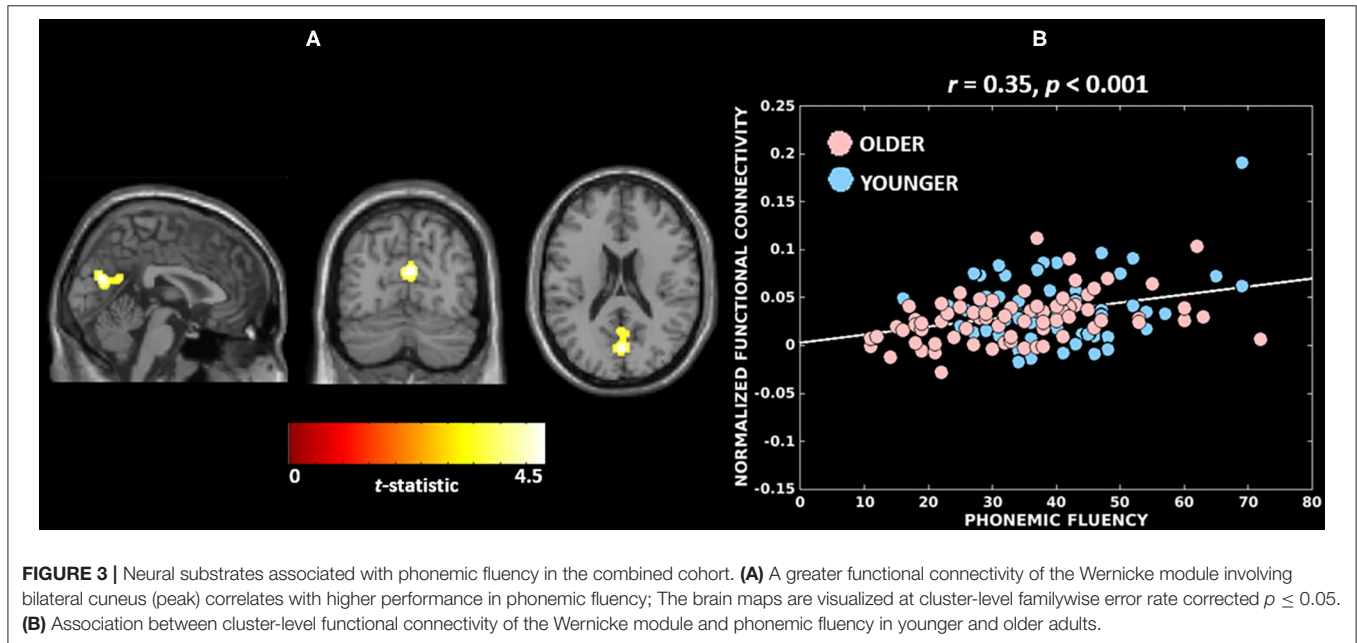 A
B
r = 0.35, p < 0.001
0.25
0.2
0.15
0.1
0.05
0
-0.05
-0.1
-0.15
NORMALIZED FUNCTIONAL CONNECTIVITY
OLDER
YOUNGER
0 10 20 30 40 50 60 70 80
PHONEMIC FLUENCY
0 4.5
t-statistic
FIGURE 3 | Neural substrates associated with phonemic fluency in the combined cohort. (A) A greater functional connectivity of the Wernicke module involving
bilateral cuneus (peak) correlates with higher performance in phonemic fluency; The brain maps are visualized at cluster-level familywise error rate corrected p ≤ 0.05.
(B) Association between cluster-level functional connectivity of the Wernicke module and phonemic fluency in younger and older adults.